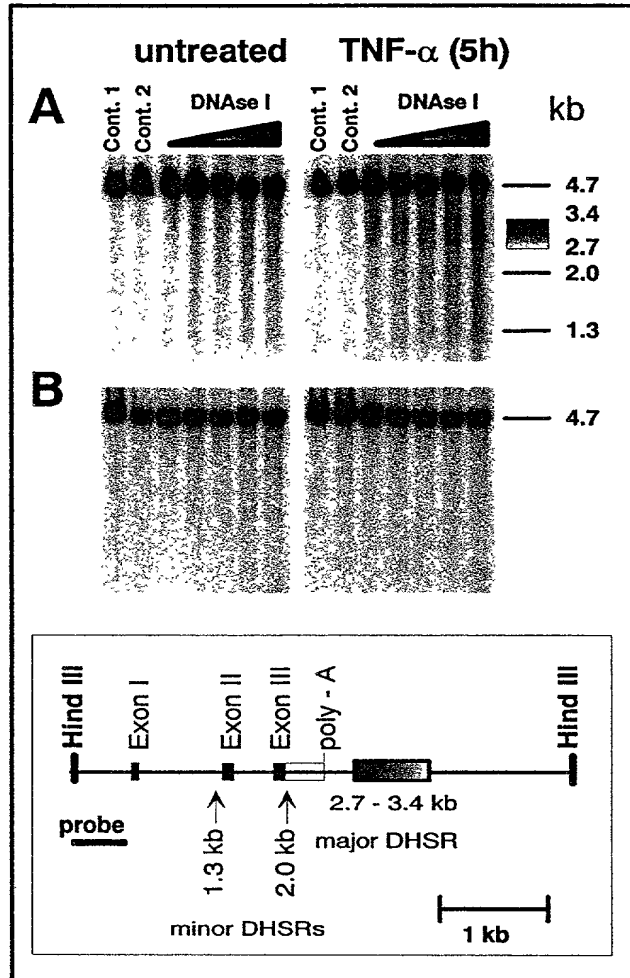 untreated TNF-α (5h)
A Cont. 1 Cont. 2 DNAse I Cont. 1 Cont. 2 DNAse I kb
4.7
3.4
2.7
2.0
1.3
B
4.7
Hind III Exon I Exon II Exon III poly - A Hind III
2.7 - 3.4 kb
probe 1.3 kb 2.0 kb major DHSR
minor DHSRs
1 kb